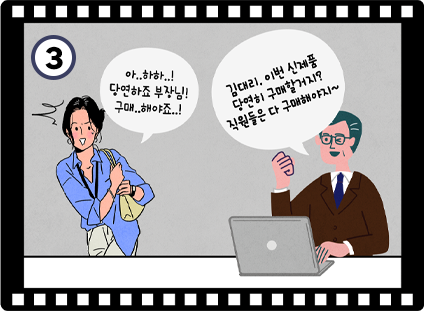 3
아..하하..!
당연하죠 부장님!
구매..해야죠..!
김대리. 이번 신제품
당연히 구매할거지?
직원들은 다 구매해야지~